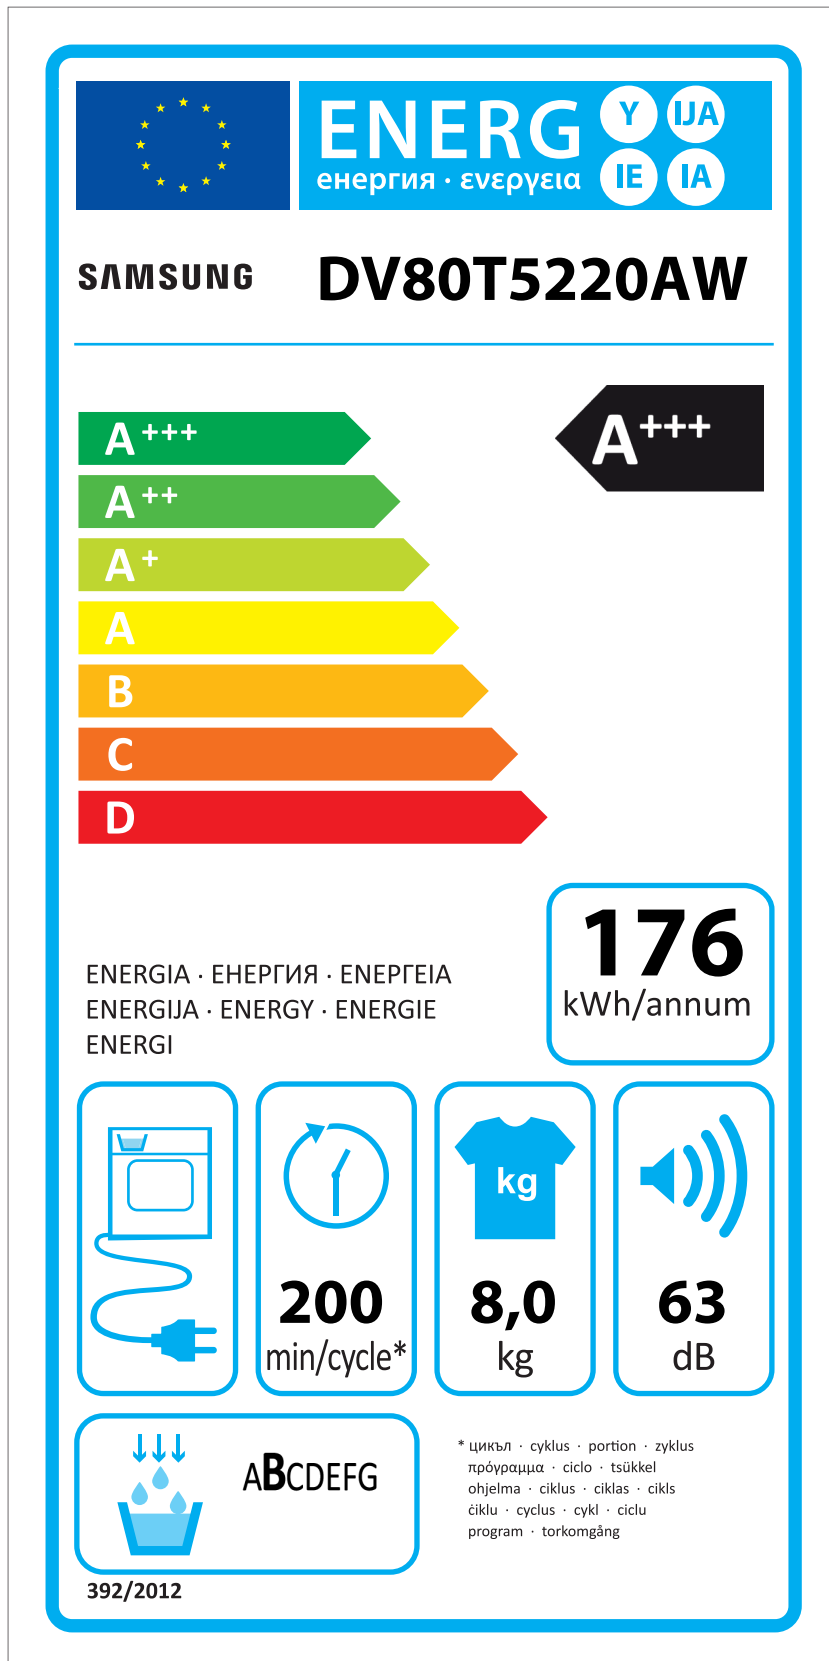 ENERG Y IJA
енергия · ενεργεια IE IA
SAMSUNG DV80T5220AW
A+++ A+++
A++
A+
A
B
C
D
176
kWh/annum
ENERGIA · ЕНЕРГИЯ · ΕΝΕΡΓΕΙΑ
ENERGIJA · ENERGY · ENERGIE
ENERGI
kg
200 8,0 63
min/cycle* kg dB
ABCDEFG
* цикъл · cyklus · portion · zyklus
πρόγραμμα · ciclo · tsükkel
ohjelma · ciklus · ciklas · cikls
ċiklu · cyclus · cykl · ciclu
program · torkomgång
392/2012